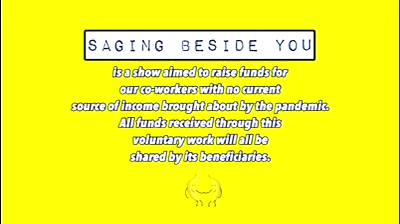 SAGING BESIDE YOU
is a show aimed to raise funds for
our co-workers with no current
source of income brought about by the pandemic.
All funds received through this
voluntary work will all be
shared by its beneficiaries.